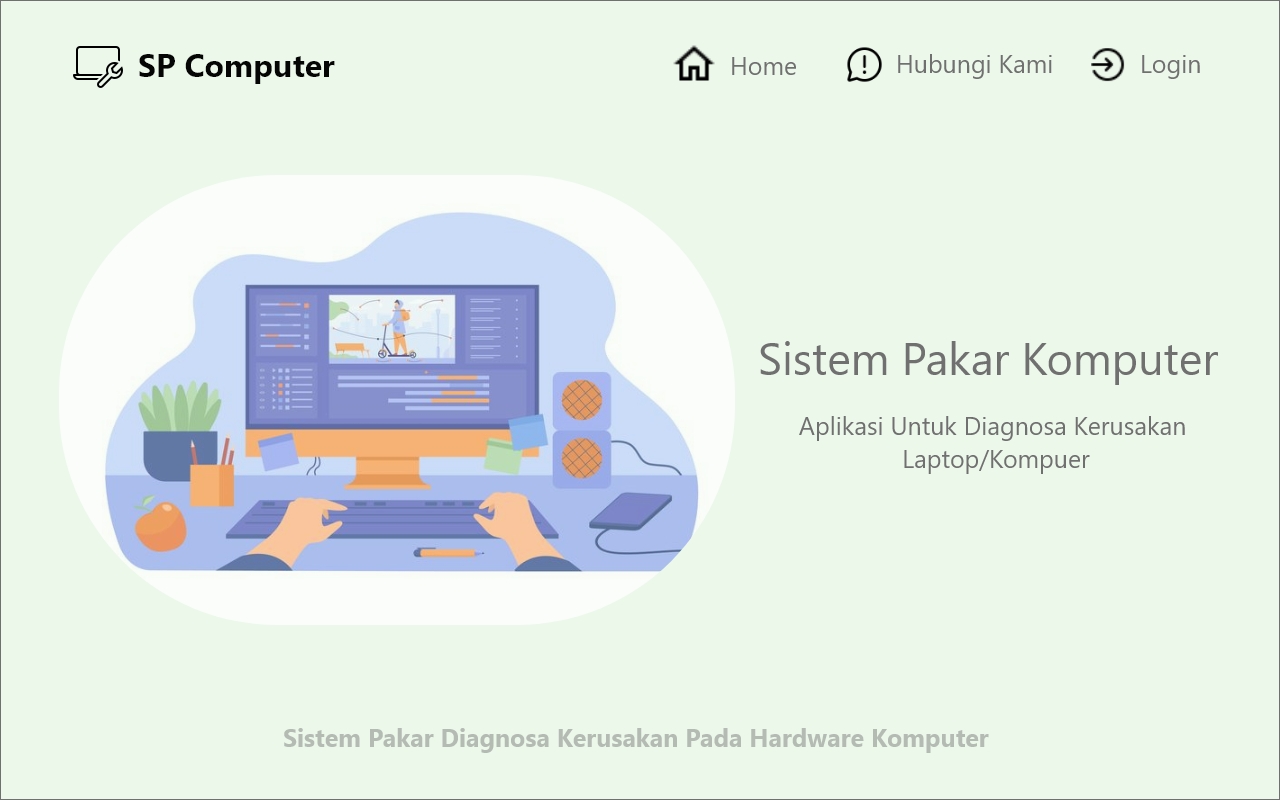 SP Computer
Home
Hubungi Kami
Login
Sistem Pakar Komputer
Aplikasi Untuk Diagnosa Kerusakan
Laptop/Kompuer
Sistem Pakar Diagnosa Kerusakan Pada Hardware Komputer